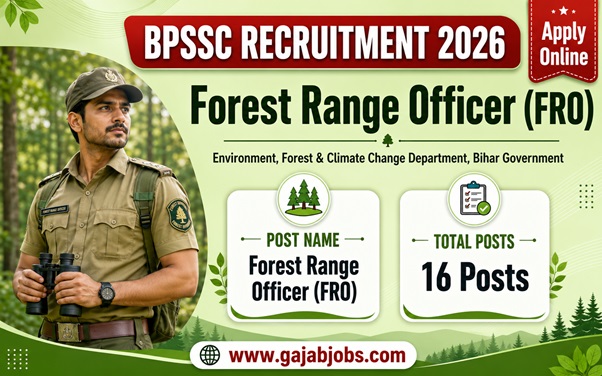 BPSSC RECRUITMENT 2026
Apply
Online
Forest Range Officer (FRO)
Environment, Forest & Climate Change Department, Bihar Government
POST NAME
Forest Range
Officer (FRO)
TOTAL POSTS
16 Posts
www.gajabjobs.com